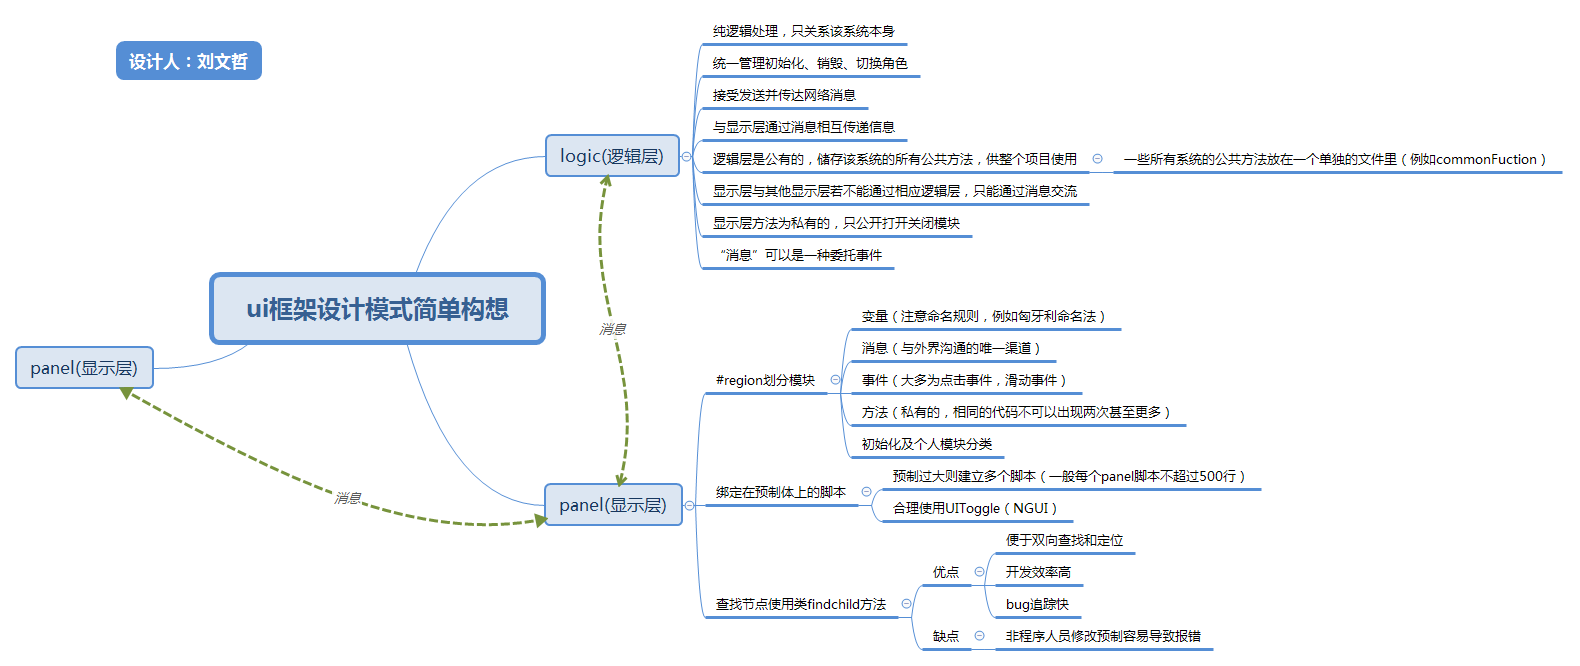 设计人：刘文哲
ui框架设计模式简单构想
logic(逻辑层)
纯逻辑处理，只关系该系统本身
统一管理初始化、销毁、切换角色
接受发送并传达网络消息
与显示层通过消息相互传递信息
逻辑层是公有的，储存该系统的所有公共方法，供整个项目使用
一些所有系统的公共方法放在一个单独的文件里（例如commonFuction）
显示层与其他显示层若不能通过相应逻辑层，只能通过消息交流
显示层方法为私有的，只公开打开关闭模块
“消息”可以是一种委托事件
消息
panel(显示层)
消息
panel(显示层)
#region划分模块
变量（注意命名规则，例如匈牙利命名法）
消息（与外界沟通的唯一渠道）
事件（大多为点击事件，滑动事件）
方法（私有的，相同的代码不可以出现两次甚至更多）
初始化及个人模块分类
绑定在预制体上的脚本
预制过大则建立多个脚本（一般每个panel脚本不超过500行）
合理使用UIToggle（NGUI）
查找节点使用类findchild方法
优点
便于双向查找和定位
开发效率高
bug追踪快
缺点
非程序人员修改预制容易导致报错